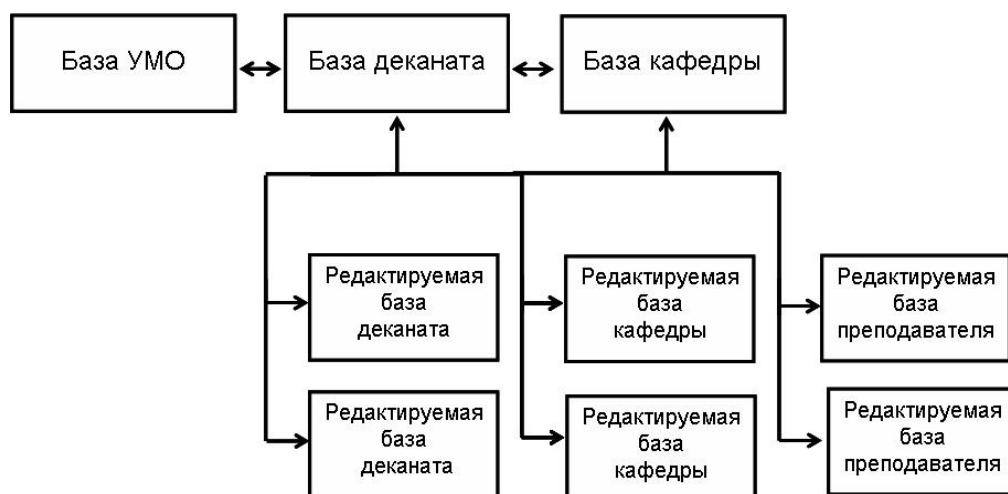 База УМО
База деканата
База кафедры
Редактируемая
база
деканата
Редактируемая
база
кафедры
Редактируемая
база
преподавателя
Редактируемая
база
деканата
Редактируемая
база
кафедры
Редактируемая
база
преподавателя